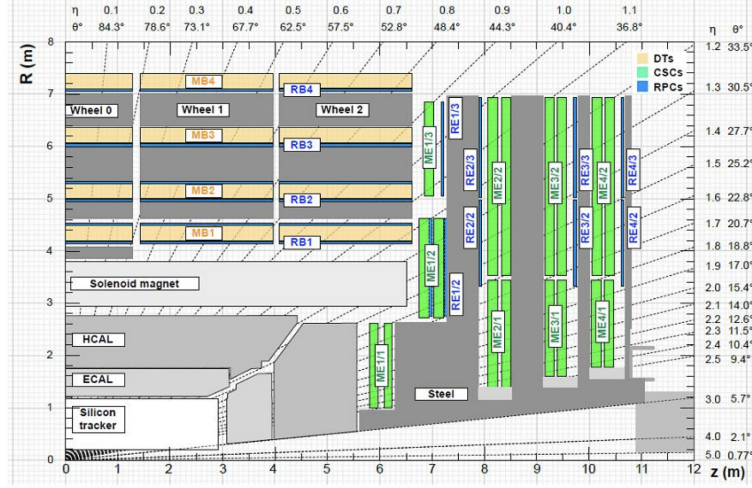 η 0.1 0.2 0.3 0.4 0.5 0.6 0.7 0.8 0.9 1.0 1.1
θ° 84.3° 78.6° 73.1° 67.7° 62.5° 57.5° 52.8° 48.4° 44.3° 40.4° 36.8° η θ°
R (m)
8
7
6
5
4
3
2
1
0
1.2 33.5°
1.3 30.5°
1.4 27.7°
1.5 25.2°
1.6 22.8°
1.7 20.7°
1.8 18.8°
1.9 17.0°
2.0 15.4°
2.1 14.0°
2.2 12.6°
2.3 11.5°
2.4 10.4°
2.5 9.4°
3.0 5.7°
4.0 2.1°
5.0 0.77°
DTs
CSCs
RPCs
MB4
RB4
Wheel 0
Wheel 1
Wheel 2
MB3
RB3
MB2
RB2
MB1
RB1
Solenoid magnet
HCAL
ECAL
Silicon
tracker
Steel
ME1/3
RE1/3
ME1/2
RE1/2
ME1/1
RE2/3
RE2/2
ME2/2
ME2/1
ME3/2
ME3/1
RE3/3
RE3/2
ME4/2
ME4/1
RE4/3
RE4/2
0 1 2 3 4 5 6 7 8 9 10 11 12
z (m)